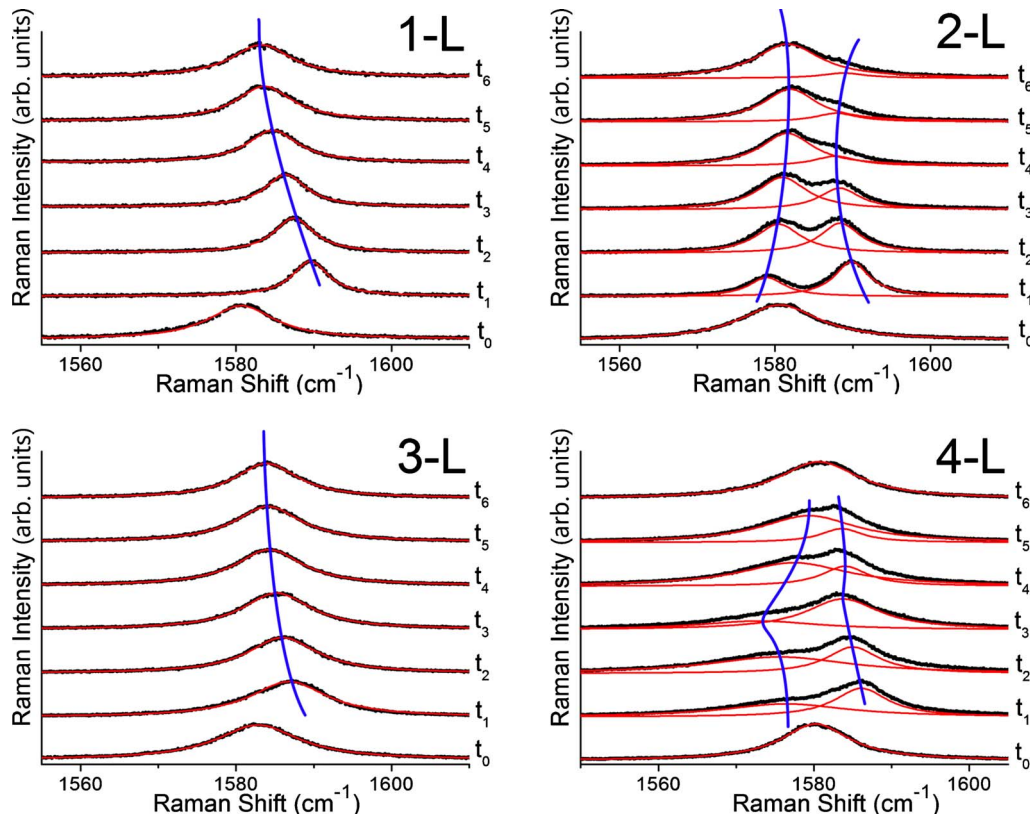 1-L
Raman Intensity (arb. units)
t6
t5
t4
t3
t2
t1
t0
1560 1580 1600
Raman Shift (cm-1)
2-L
Raman Intensity (arb. units)
t6
t5
t4
t3
t2
t1
t0
1560 1580 1600
Raman Shift (cm-1)
3-L
Raman Intensity (arb. units)
t6
t5
t4
t3
t2
t1
t0
1560 1580 1600
Raman Shift (cm-1)
4-L
Raman Intensity (arb. units)
t6
t5
t4
t3
t2
t1
t0
1560 1580 1600
Raman Shift (cm-1)